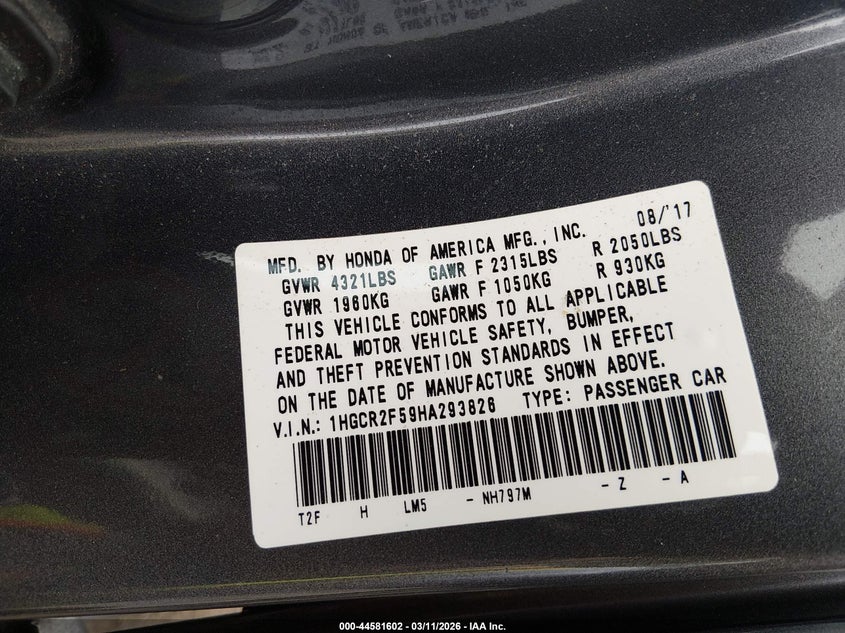 MFD. BY HONDA OF AMERICA MFG., INC. 08/'17
GVWR 4321LBS GAWR F 2315LBS R 2050LBS
GVWR 1960KG GAWR F 1050KG R 930KG
THIS VEHICLE CONFORMS TO ALL APPLICABLE
FEDERAL MOTOR VEHICLE SAFETY, BUMPER,
AND THEFT PREVENTION STANDARDS IN EFFECT
ON THE DATE OF MANUFACTURE SHOWN ABOVE.
V.I.N.: 1HGCR2F59HA293826 TYPE: PASSENGER CAR
T2F H LM5 - NH797M - Z - A
000-44581602 - 03/11/2026 - IAA Inc.